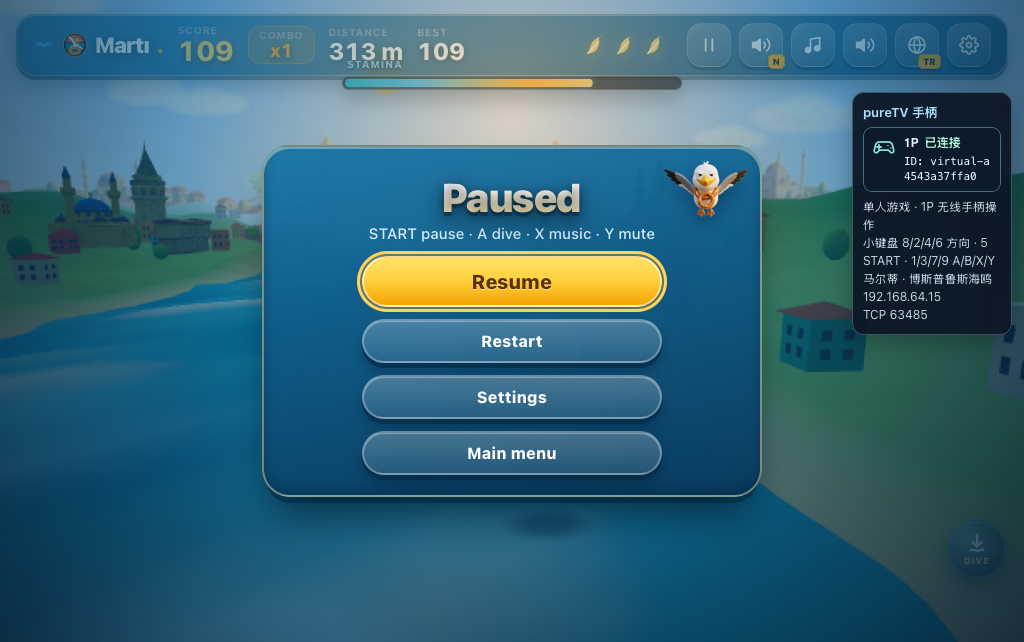 Martı
SCORE
109
COMBO
x1
DISTANCE
313 m
BEST
109
STAMINA
N
TR
pureTV 手柄
1P 已连接
ID: virtual-a
4543a37ffa0
单人游戏 · 1P 无线手柄操
作
小键盘 8/2/4/6 方向 · 5
START · 1/3/7/9 A/B/X/Y
马尔蒂 · 博斯普鲁斯海鸥
192.168.64.15
TCP 63485
Paused
START pause · A dive · X music · Y mute
Resume
Restart
Settings
Main menu
DIVE